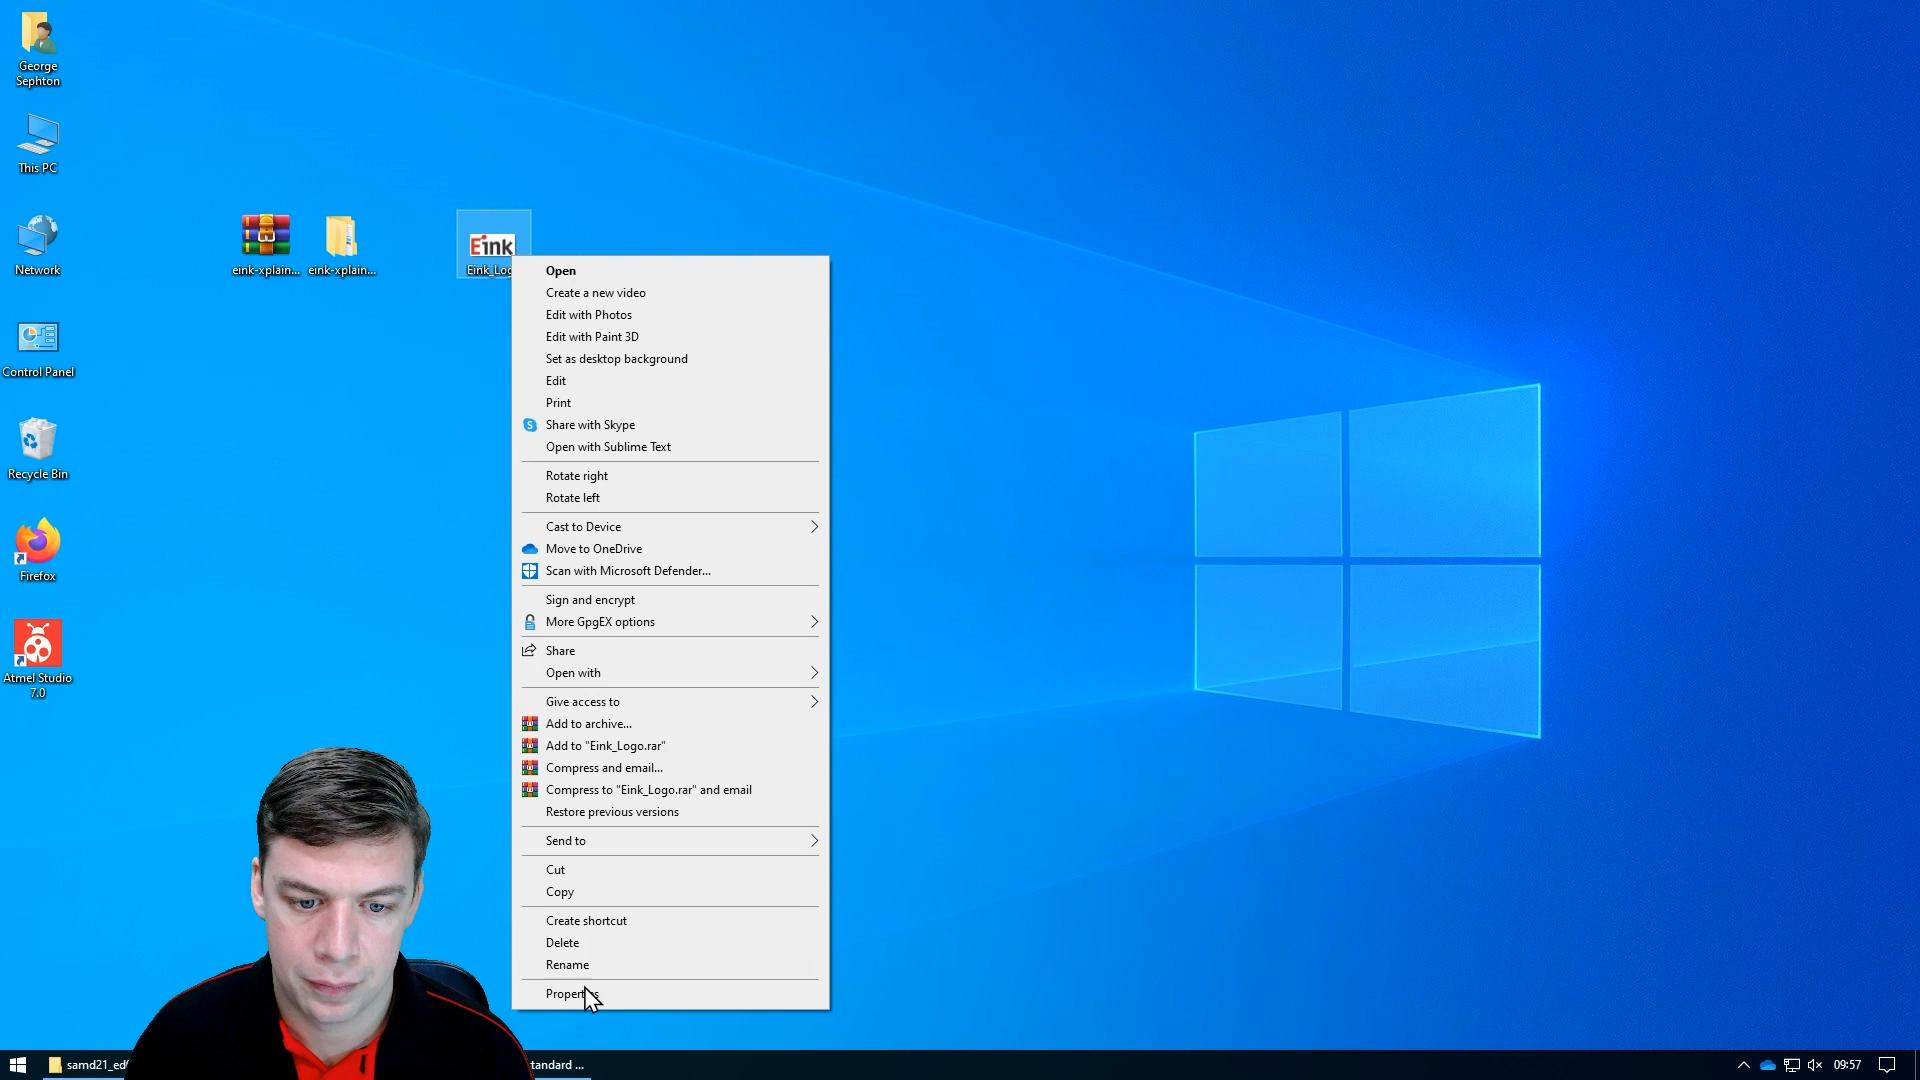 George
Sephton
This PC
Network
Control Panel
Recycle Bin
Firefox
Atmel Studio
7.0
eink-xplain...
eink-xplain...
Eink
Eink_Log
Open
Create a new video
Edit with Photos
Edit with Paint 3D
Set as desktop background
Edit
Print
Share with Skype
Open with Sublime Text
Rotate right
Rotate left
Cast to Device
Move to OneDrive
Scan with Microsoft Defender...
Sign and encrypt
More GpgEX options
Share
Open with
Give access to
Add to archive...
Add to "Eink_Logo.rar"
Compress and email...
Compress to "Eink_Logo.rar" and email
Restore previous versions
Send to
Cut
Copy
Create shortcut
Delete
Rename
Properties
samd21_ed
tandard ...
09:57